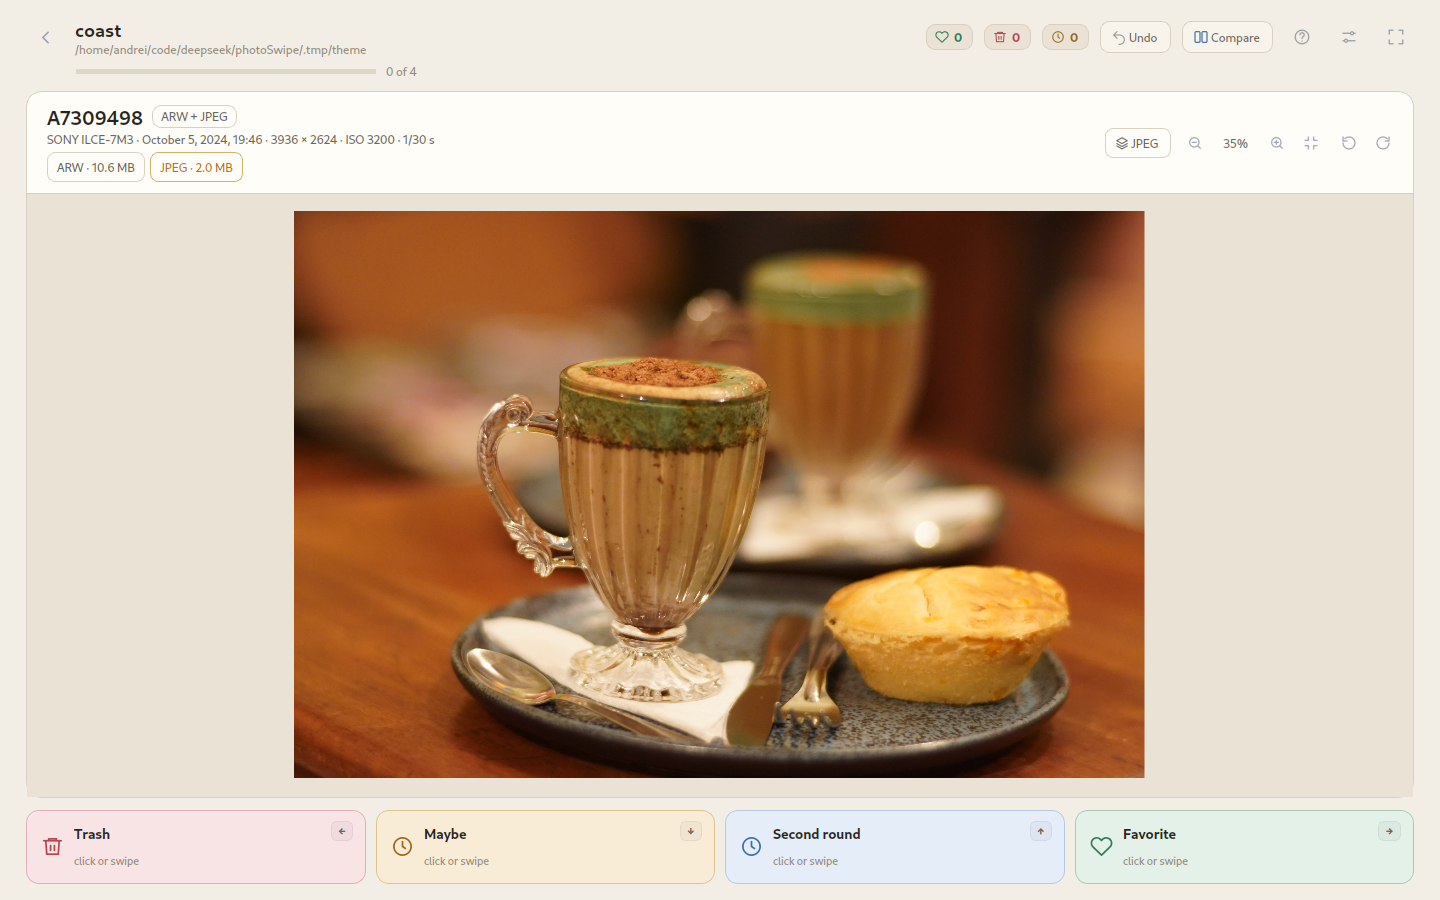 coast
/home/andrei/code/deepseek/photoSwipe/.tmp/theme
0 of 4
0
0
0
Undo
Compare
A7309498
ARW + JPEG
SONY ILCE-7M3 · October 5, 2024, 19:46 · 3936 × 2624 · ISO 3200 · 1/30 s
ARW · 10.6 MB
JPEG · 2.0 MB
JPEG
35%
Trash
click or swipe
Maybe
click or swipe
Second round
click or swipe
Favorite
click or swipe